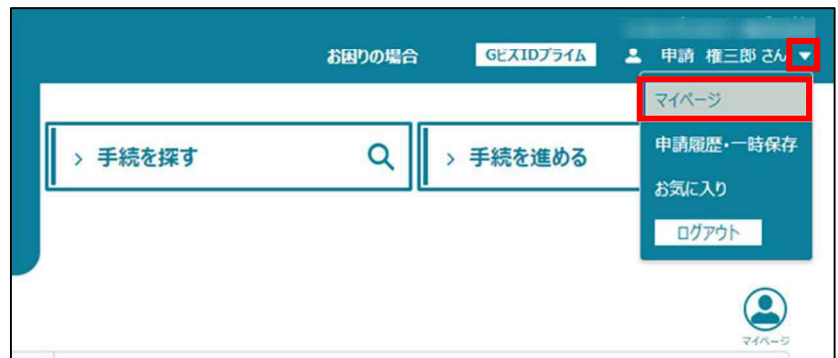 お困りの場合
GビズIDプライム
申請 権三郎 さん
マイページ
> 手続を探す
> 手続を進める
申請履歴・一時保存
お気に入り
ログアウト
マイページ